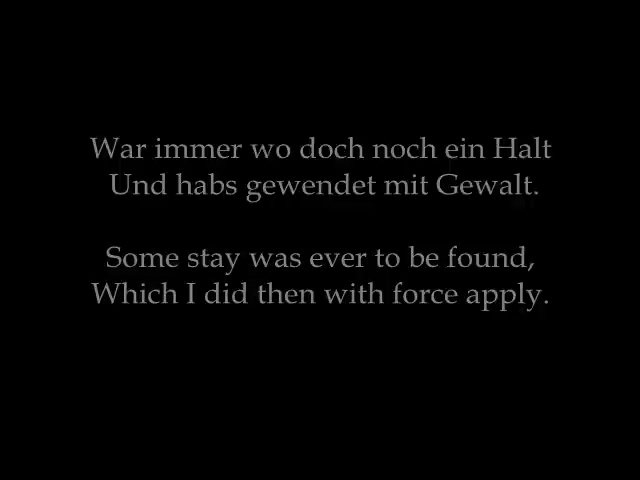 War immer wo doch noch ein Halt
Und habs gewendet mit Gewalt.
Some stay was ever to be found,
Which I did then with force apply.